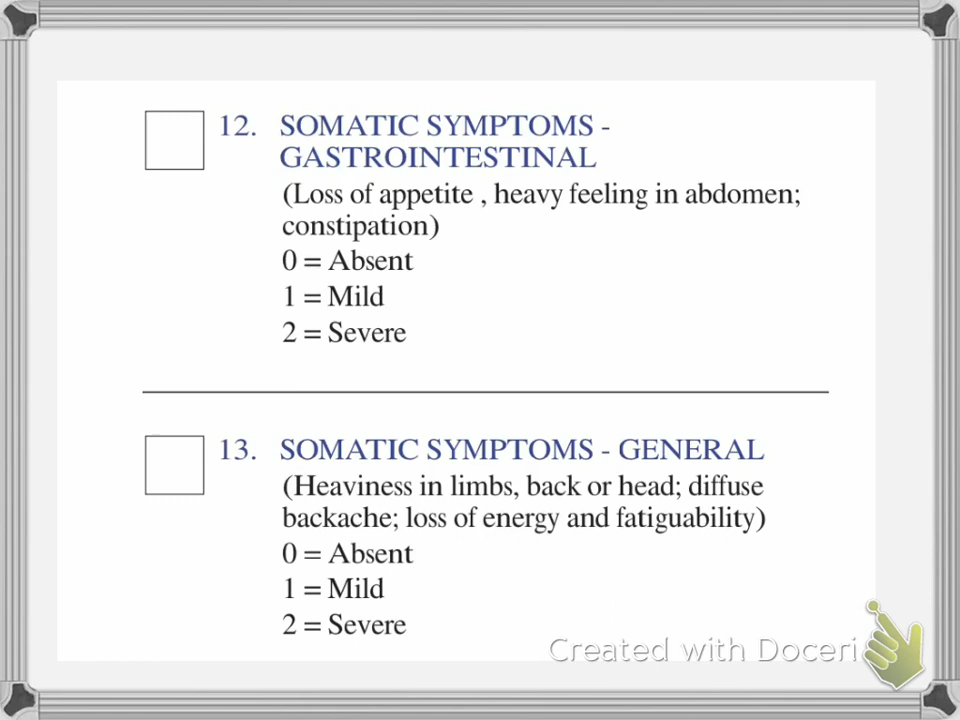 12. SOMATIC SYMPTOMS -
GASTROINTESTINAL
(Loss of appetite , heavy feeling in abdomen;
constipation)
0 = Absent
1 = Mild
2 = Severe
13. SOMATIC SYMPTOMS - GENERAL
(Heaviness in limbs, back or head; diffuse
backache; loss of energy and fatiguability)
0 = Absent
1 = Mild
2 = Severe
Created with Doceri